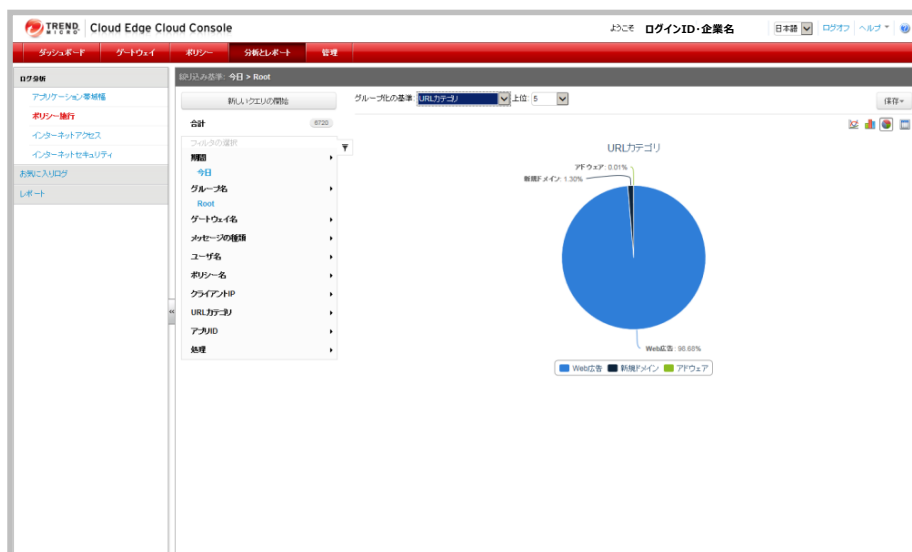 TREND MICRO Cloud Edge Cloud Console
ようこそ ログインID・企業名 日本語 ログオフ ヘルプ
ダッシュボード ゲートウェイ ポリシー 分析とレポート 管理
ログ分析
アプリケーション帯域幅
ポリシー施行
インターネットアクセス
インターネットセキュリティ
お気に入りログ
レポート
絞り込み基準: 今日 > Root
新しいクエリの開始
グループ化の基準: URLカテゴリ 上位: 5
保存
合計 6720
フィルタの選択
期間
今日
グループ名
Root
ゲートウェイ名
メッセージの種類
ユーザ名
ポリシー名
クライアントIP
URLカテゴリ
アプリID
処理
URLカテゴリ
アドウェア: 0.01%
新規ドメイン: 1.30%
Web広告: 98.68%
Web広告 新規ドメイン アドウェア